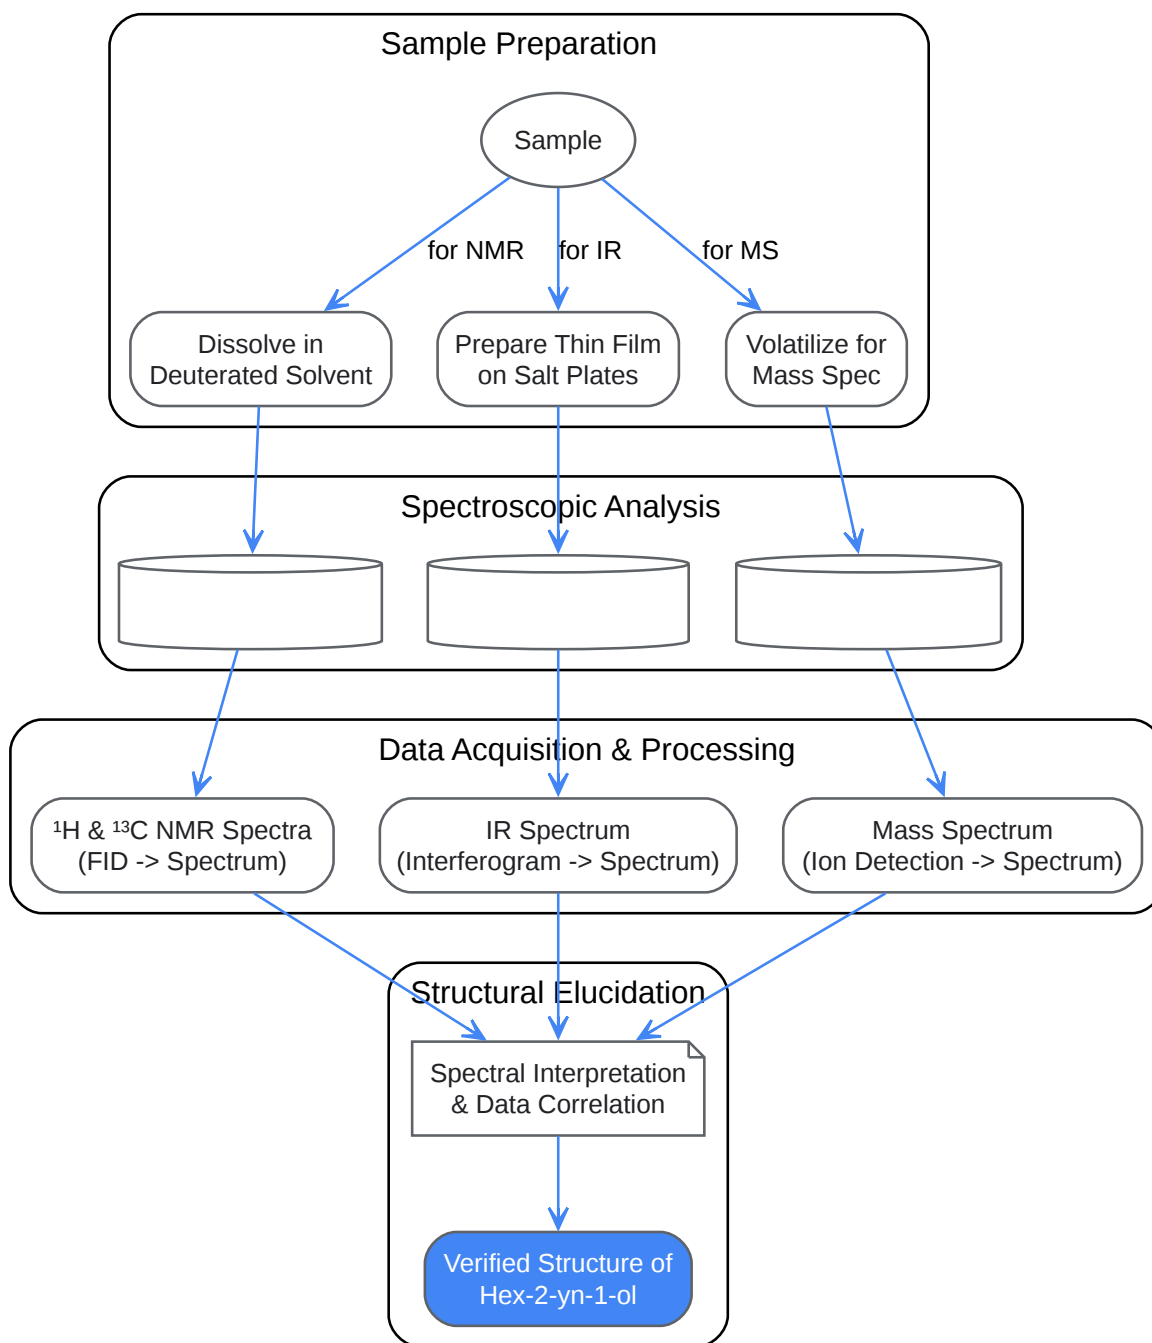 Sample Preparation
Sample
for NMR
for IR
for MS
Dissolve in
Deuterated Solvent
Prepare Thin Film
on Salt Plates
Volatilize for
Mass Spec
Spectroscopic Analysis
Data Acquisition & Processing
¹H & ¹³C NMR Spectra
(FID -> Spectrum)
IR Spectrum
(Interferogram -> Spectrum)
Mass Spectrum
(Ion Detection -> Spectrum)
Structural Elucidation
Spectral Interpretation
& Data Correlation
Verified Structure of
Hex-2-yn-1-ol